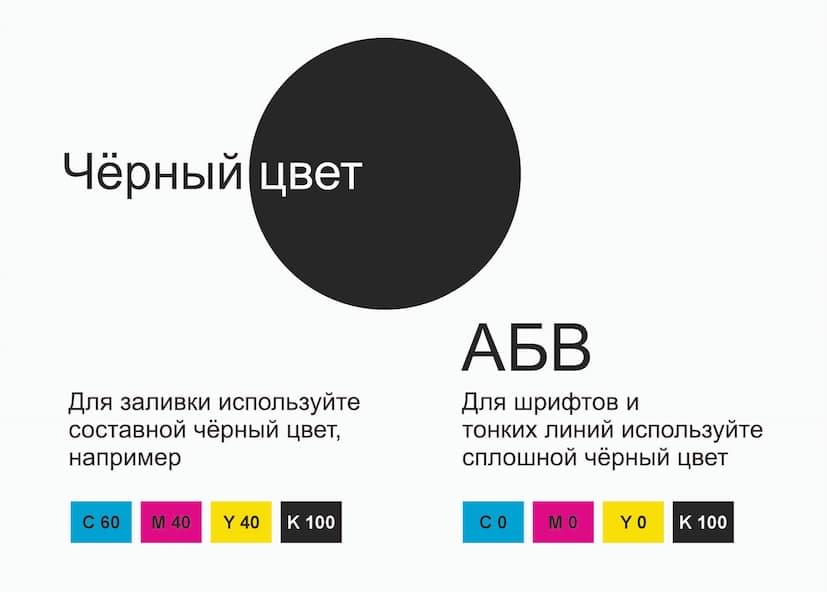 Чёрный цвет
АБВ
Для заливки используйте
составной чёрный цвет,
например
C 60 M 40 Y 40 K 100
Для шрифтов и
тонких линий используйте
сплошной чёрный цвет
C 0 M 0 Y 0 K 100